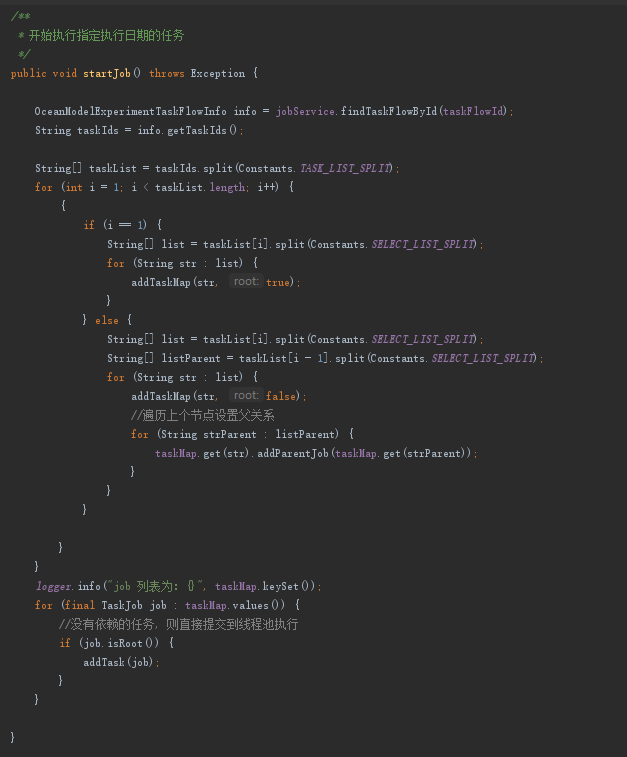 /**
 * 开始执行指定执行日期的任务
 */
public void startJob() throws Exception {
    OceanModelExperimentTaskFlowInfo info = jobService.findTaskFlowById(taskFlowId);
    String taskIds = info.getTaskIds();
    String[] taskList = taskIds.split(Constants.TASK_LIST_SPLIT);
    for (int i = 1; i < taskList.length; i++) {
        {
            if (i == 1) {
                String[] list = taskList[i].split(Constants.SELECT_LIST_SPLIT);
                for (String str : list) {
                    addTaskMap(str, root: true);
                }
            } else {
                String[] list = taskList[i].split(Constants.SELECT_LIST_SPLIT);
                String[] listParent = taskList[i - 1].split(Constants.SELECT_LIST_SPLIT);
                for (String str : list) {
                    addTaskMap(str, root: false);
                    //遍历上个节点设置父关系
                    for (String strParent : listParent) {
                        taskMap.get(str).addParentJob(taskMap.get(strParent));
                    }
                }
            }
        }
    }
    logger.info("job 列表为: {}", taskMap.keySet());
    for (final TaskJob job : taskMap.values()) {
        //没有依赖的任务，则直接提交到线程池执行
        if (job.isRoot()) {
            addTask(job);
        }
    }
}